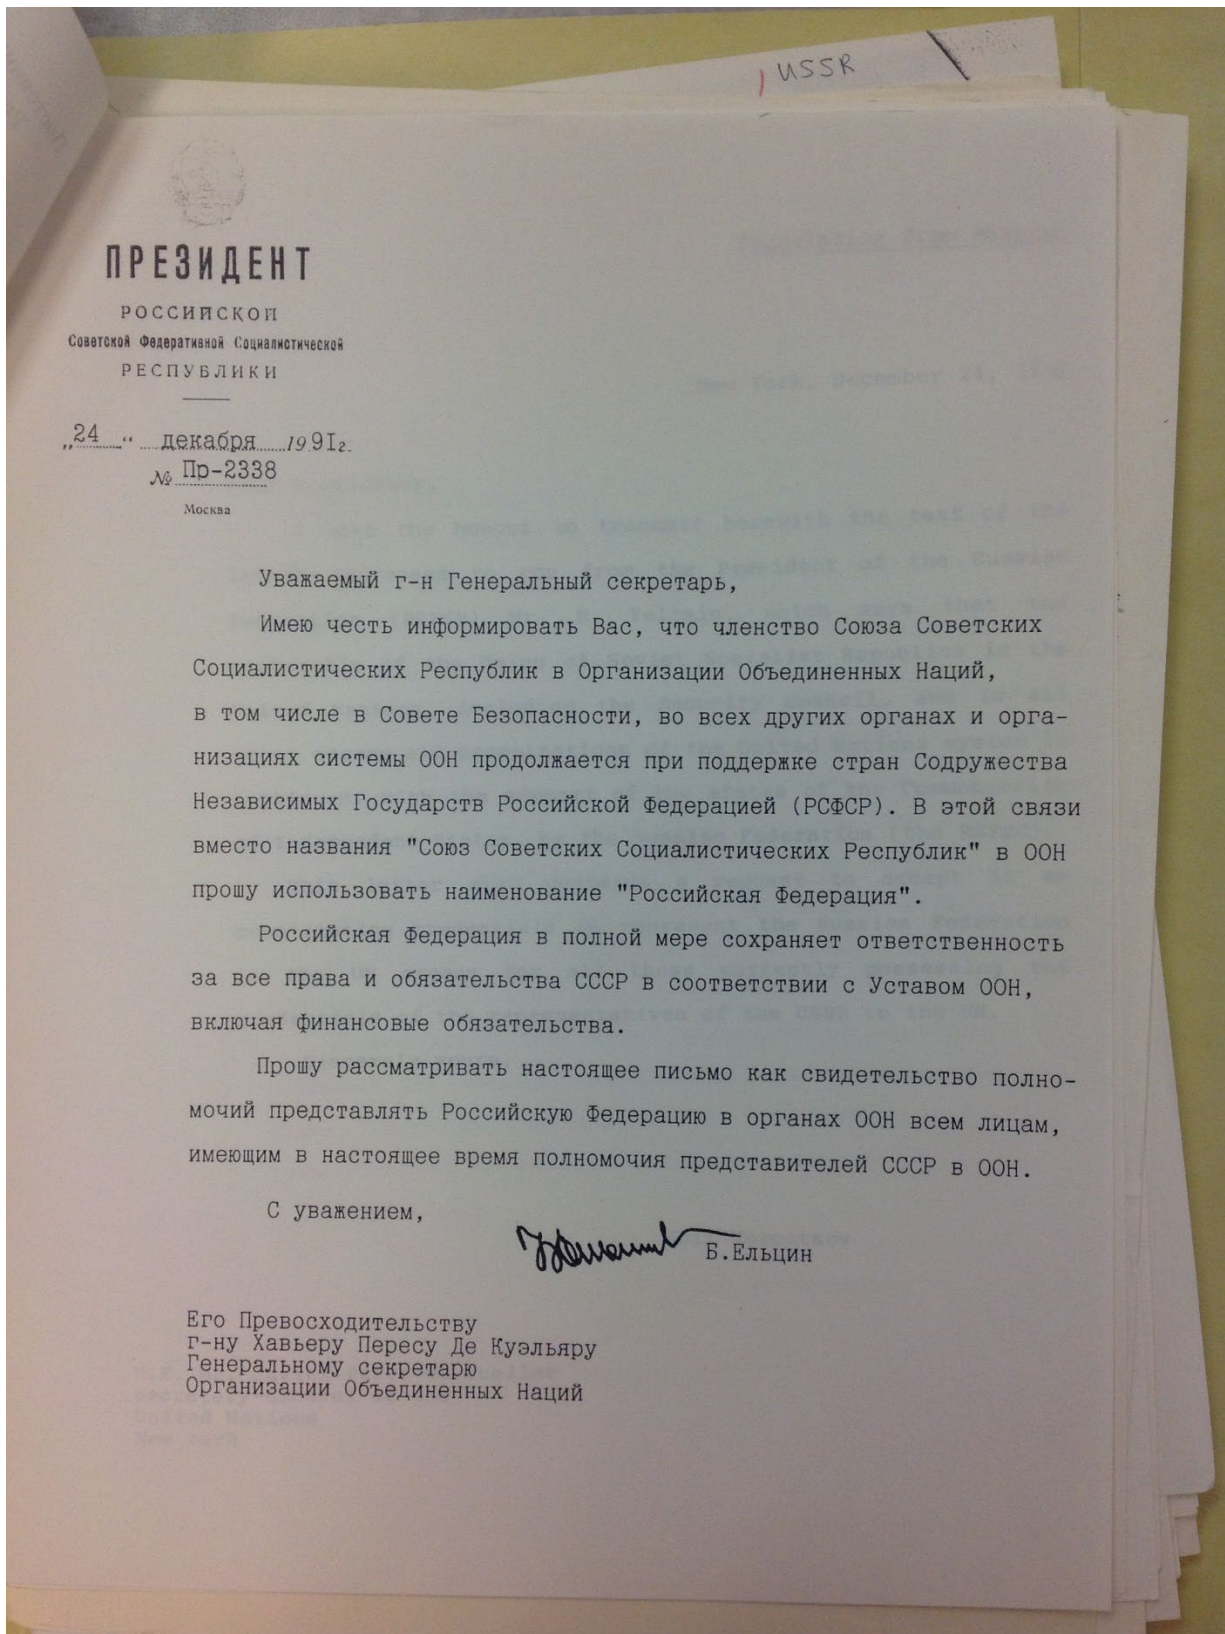 USSR
ПРЕЗИДЕНТ
РОССИЙСКОЙ
Советской Федеративной Социалистической
РЕСПУБЛИКИ
„24“ декабря 1991г.
№ Пр-2338
Москва
Уважаемый г-н Генеральный секретарь,
Имею честь информировать Вас, что членство Союза Советских
Социалистических Республик в Организации Объединенных Наций,
в том числе в Совете Безопасности, во всех других органах и орга-
низациях системы ООН продолжается при поддержке стран Содружества
Независимых Государств Российской Федерацией (РСФСР). В этой связи
вместо названия "Союз Советских Социалистических Республик" в ООН
прошу использовать наименование "Российская Федерация".
Российская Федерация в полной мере сохраняет ответственность
за все права и обязательства СССР в соответствии с Уставом ООН,
включая финансовые обязательства.
Прошу рассматривать настоящее письмо как свидетельство полно-
мочий представлять Российскую Федерацию в органах ООН всем лицам,
имеющим в настоящее время полномочия представителей СССР в ООН.
С уважением,
Б.Ельцин
Его Превосходительству
г-ну Хавьеру Пересу Де Куэльяру
Генеральному секретарю
Организации Объединенных Наций